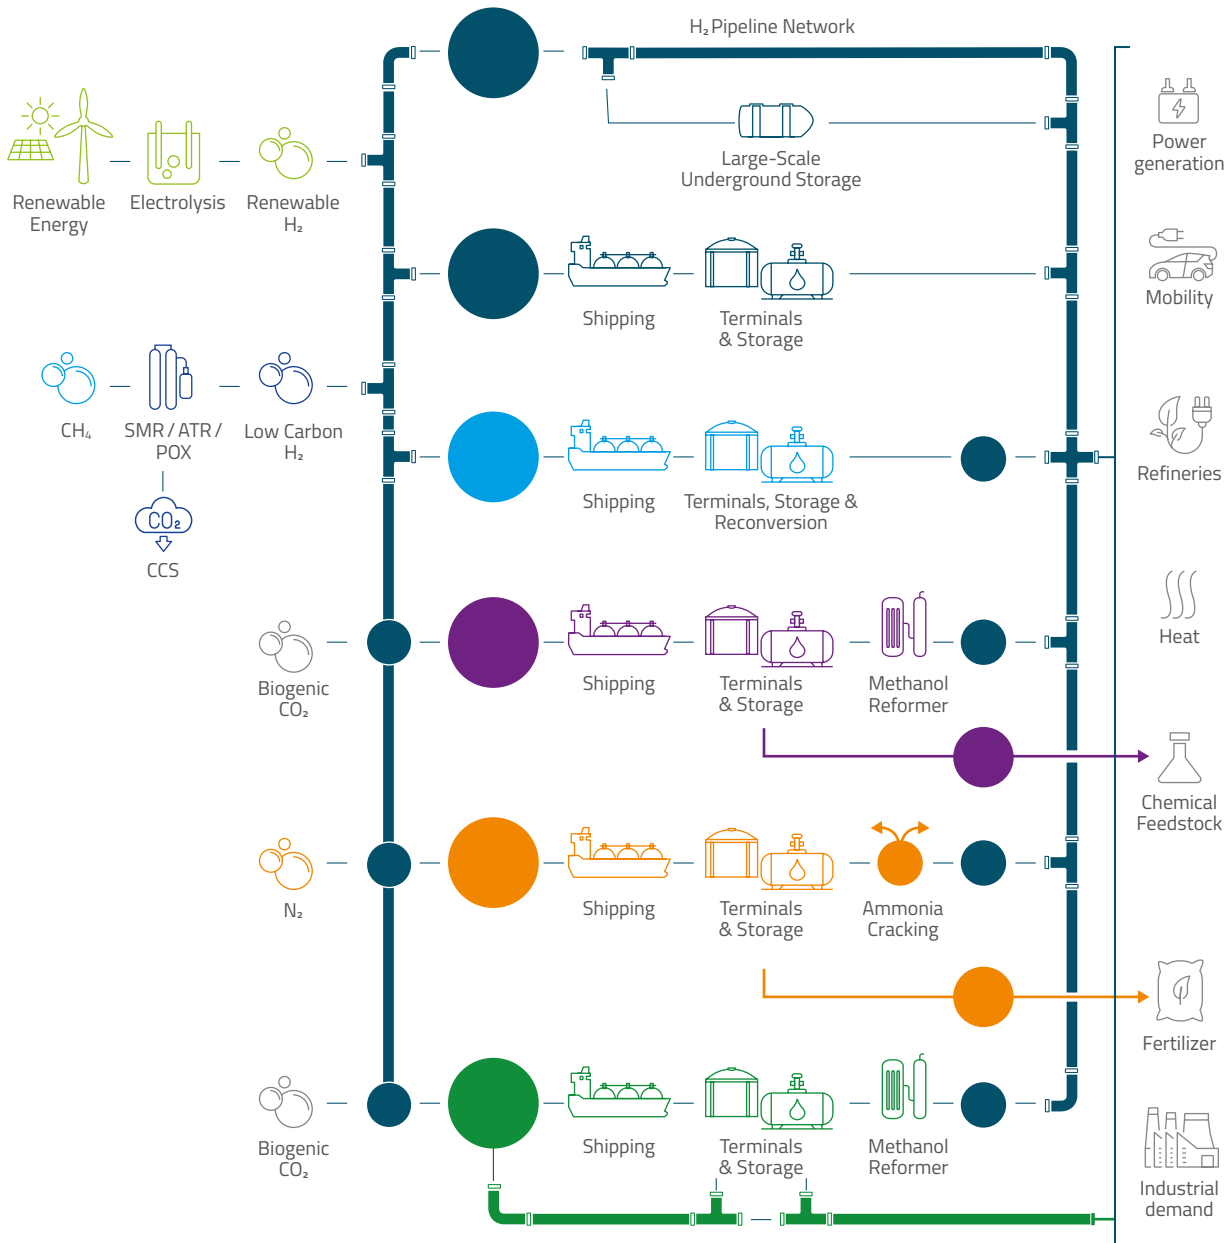 H₂ Pipeline Network
Large-Scale
Underground Storage
Power
generation
Renewable
Energy
Electrolysis
Renewable
H₂
Shipping
Terminals
& Storage
Mobility
CH₄
SMR / ATR /
POX
Low Carbon
H₂
CO₂
CCS
Shipping
Terminals, Storage &
Reconversion
Refineries
Biogenic
CO₂
Shipping
Terminals
& Storage
Methanol
Reformer
Heat
Chemical
Feedstock
N₂
Shipping
Terminals
& Storage
Ammonia
Cracking
Fertilizer
Biogenic
CO₂
Shipping
Terminals
& Storage
Methanol
Reformer
Industrial
demand